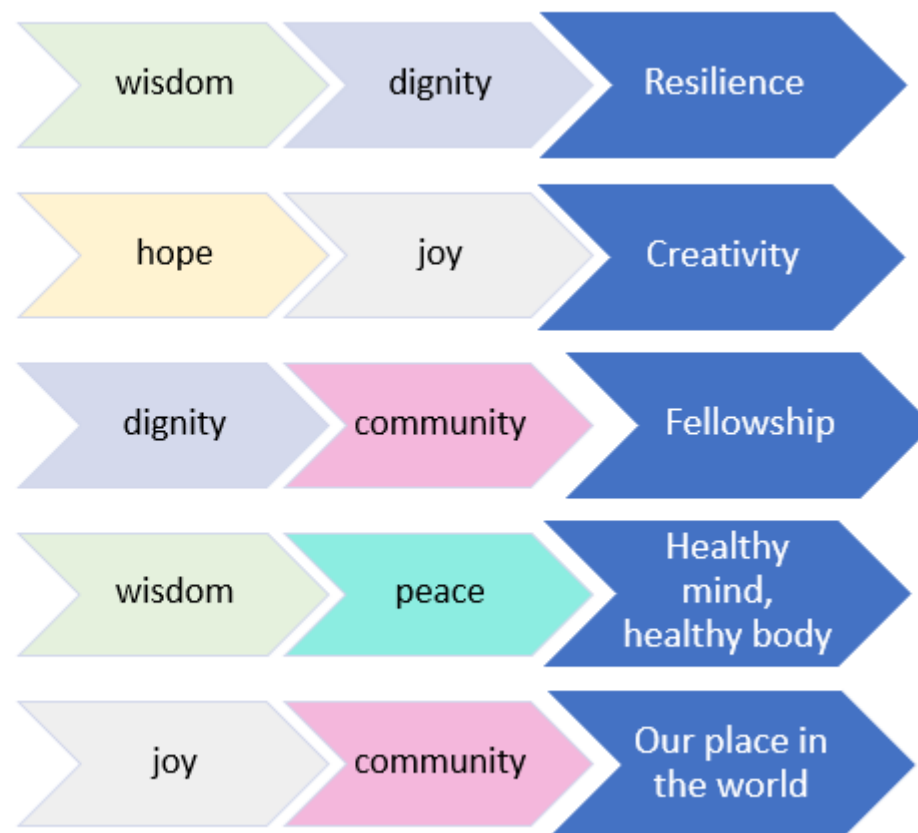 wisdom dignity Resilience
hope joy Creativity
dignity community Fellowship
wisdom peace Healthy
mind,
healthy body
joy community Our place in
the world